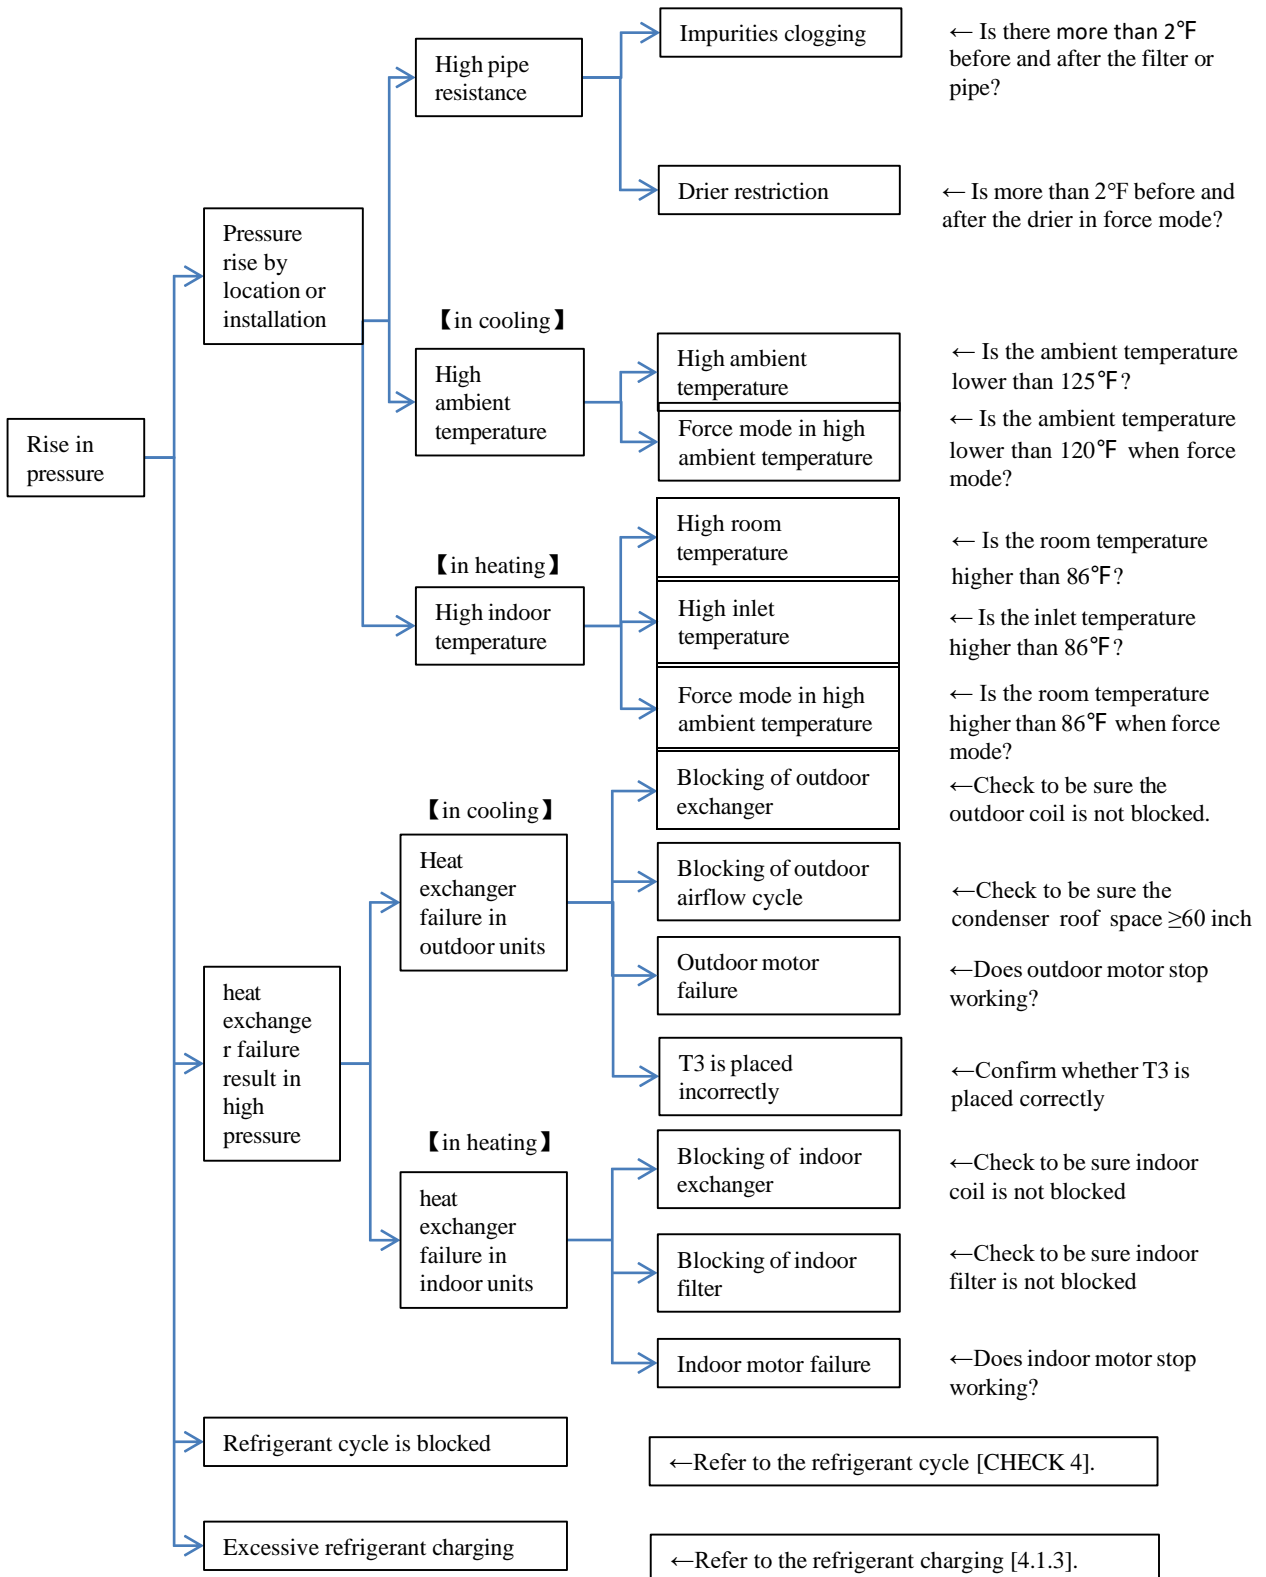 Impurities clogging
← Is there more than 2℉
before and after the filter or
pipe?
High pipe
resistance
Drier restriction
← Is more than 2°F before and
after the drier in force mode?
Pressure
rise by
location or
installation
【in cooling】
High
ambient
temperature
High ambient
temperature
← Is the ambient temperature
lower than 125℉?
Force mode in high
ambient temperature
← Is the ambient temperature
lower than 120℉ when force
mode?
Rise in
pressure
High room
temperature
← Is the room temperature
higher than 86℉?
【in heating】
High indoor
temperature
High inlet
temperature
← Is the inlet temperature
higher than 86℉?
Force mode in high
ambient temperature
← Is the room temperature
higher than 86℉ when force
mode?
Blocking of outdoor
exchanger
←Check to be sure the
outdoor coil is not blocked.
【in cooling】
Heat
exchanger
failure in
outdoor units
Blocking of outdoor
airflow cycle
←Check to be sure the
condenser roof space ≥60 inch
Outdoor motor
failure
←Does outdoor motor stop
working?
heat
exchange
r failure
result in
high
pressure
T3 is placed
incorrectly
←Confirm whether T3 is
placed correctly
【in heating】
Blocking of indoor
exchanger
←Check to be sure indoor
coil is not blocked
heat
exchanger
failure in
indoor units
Blocking of indoor
filter
←Check to be sure indoor
filter is not blocked
Indoor motor failure
←Does indoor motor stop
working?
Refrigerant cycle is blocked
←Refer to the refrigerant cycle [CHECK 4].
Excessive refrigerant charging
←Refer to the refrigerant charging [4.1.3].